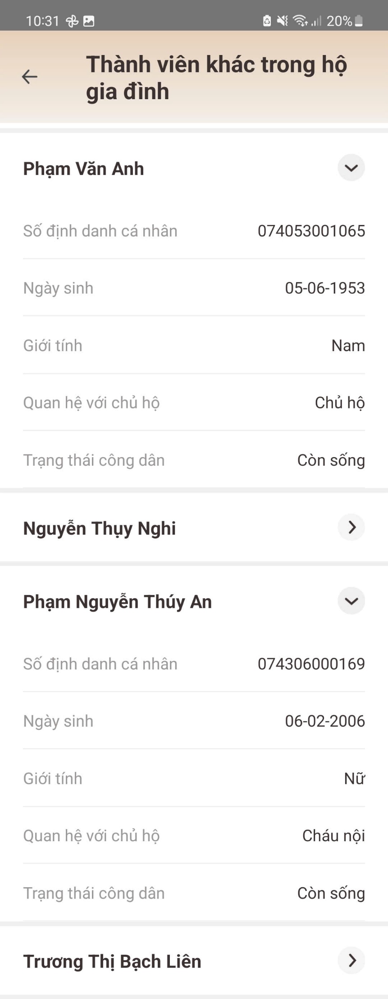 10:31 20%
Thành viên khác trong hộ
gia đình
Phạm Văn Anh
Số định danh cá nhân 074053001065
Ngày sinh 05-06-1953
Giới tính Nam
Quan hệ với chủ hộ Chủ hộ
Trạng thái công dân Còn sống
Nguyễn Thụy Nghi
Phạm Nguyễn Thúy An
Số định danh cá nhân 074306000169
Ngày sinh 06-02-2006
Giới tính Nữ
Quan hệ với chủ hộ Cháu nội
Trạng thái công dân Còn sống
Trương Thị Bạch Liên